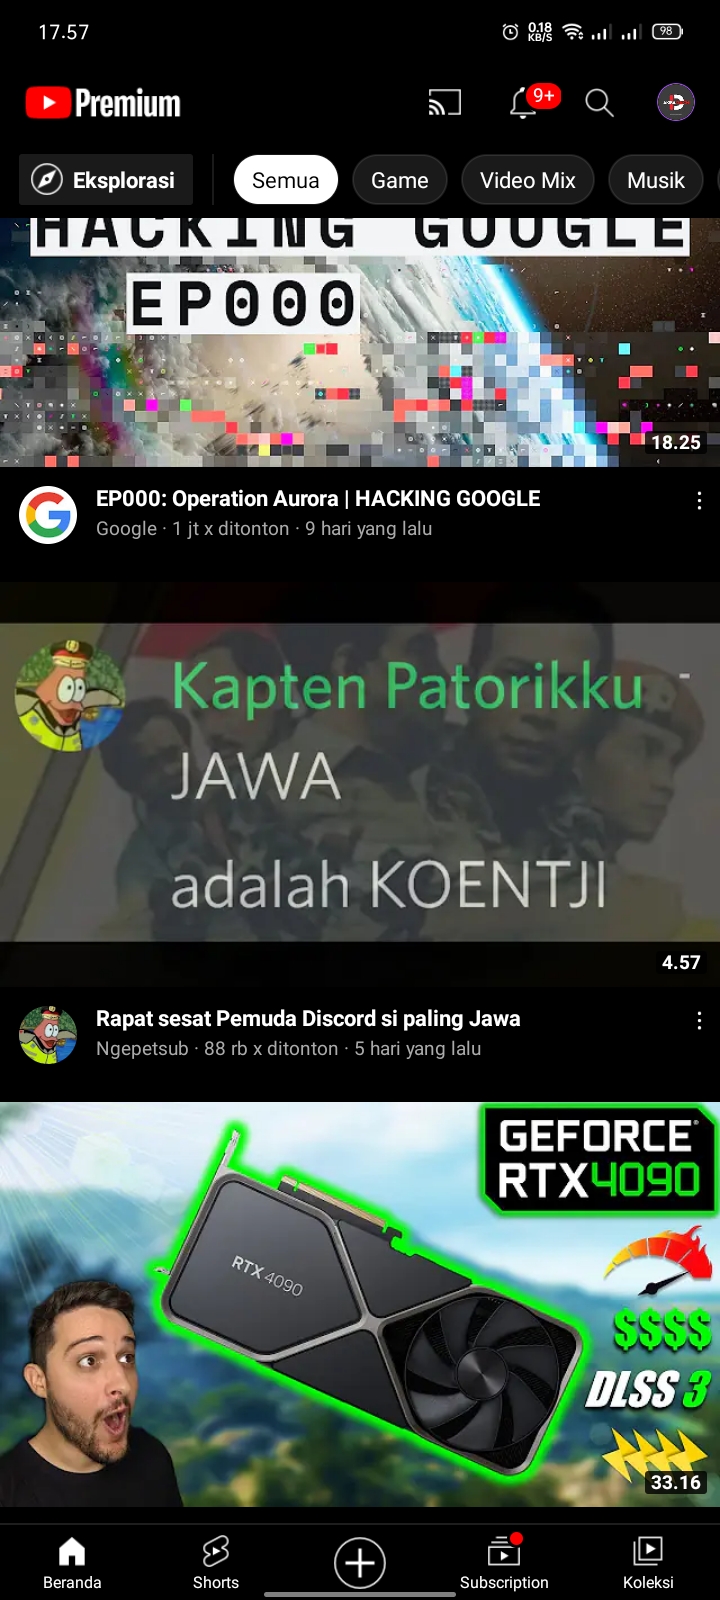 17.57
0.18
KB/S
98
Premium
9+
Eksplorasi
Semua
Game
Video Mix
Musik
HACKING GOOGLE
EP000
18.25
EP000: Operation Aurora | HACKING GOOGLE
Google · 1 jt x ditonton · 9 hari yang lalu
Kapten Patorikku
JAWA
adalah KOENTJI
4.57
Rapat sesat Pemuda Discord si paling Jawa
Ngepetsub · 88 rb x ditonton · 5 hari yang lalu
GEFORCE
RTX 4090
RTX 4090
$$$$
DLSS 3
33.16
Beranda
Shorts
Subscription
Koleksi